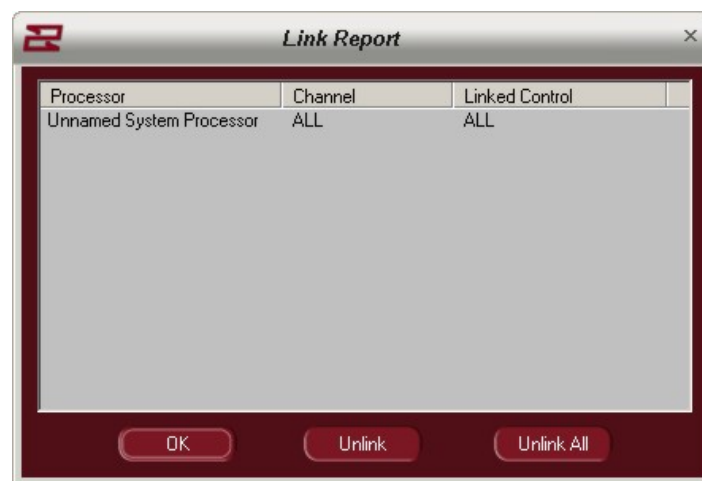 Link Report
Processor Channel Linked Control
Unnamed System Processor ALL ALL
OK Unlink Unlink All